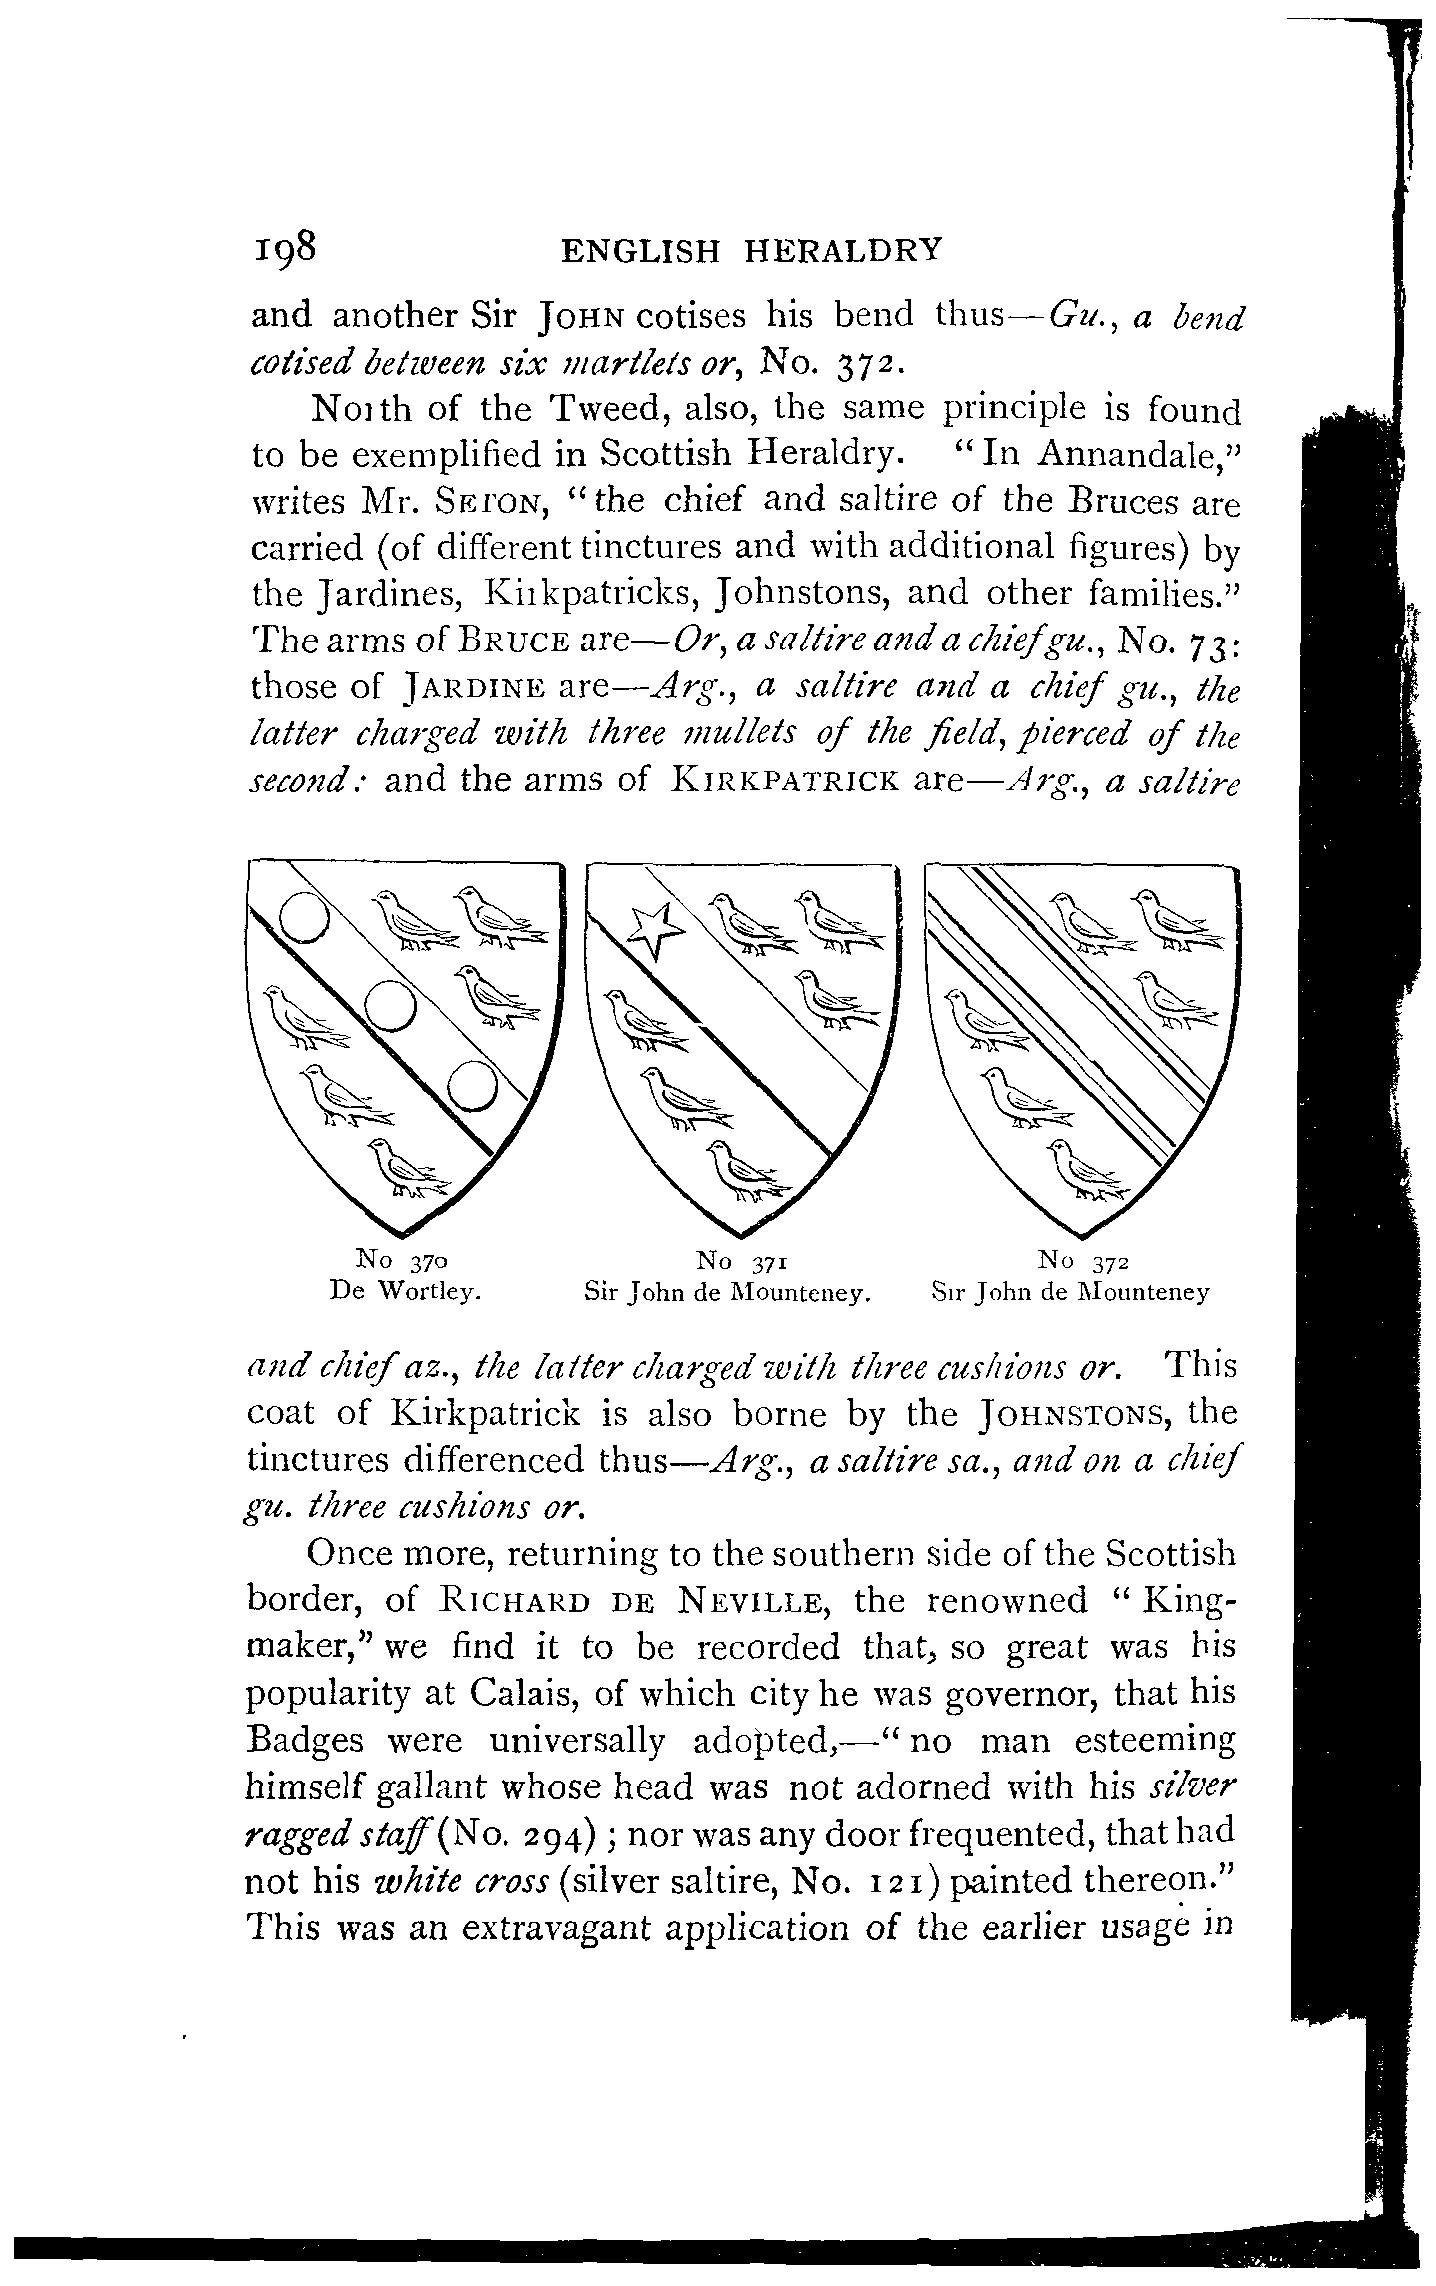 198 ENGLISH HERALDRY
and another Sir JOHN cotises his bend thus—Gu., a bend
cotised between six martlets or, No. 372.
North of the Tweed, also, the same principle is found
to be exemplified in Scottish Heraldry. “In Annandale,”
writes Mr. SETON, “the chief and saltire of the Bruces are
carried (of different tinctures and with additional figures) by
the Jardines, Kirkpatricks, Johnstons, and other families.”
The arms of BRUCE are—Or, a saltire and a chief gu., No. 73:
those of JARDINE are—Arg., a saltire and a chief gu., the
latter charged with three mullets of the field, pierced of the
second: and the arms of KIRKPATRICK are—Arg., a saltire
No 370
De Wortley.
No 371
Sir John de Mounteney.
No 372
Sir John de Mounteney
and chief az., the latter charged with three cushions or. This
coat of Kirkpatrick is also borne by the JOHNSTONS, the
tinctures differenced thus—Arg., a saltire sa., and on a chief
gu. three cushions or.
Once more, returning to the southern side of the Scottish
border, of RICHARD DE NEVILLE, the renowned “King-
maker,” we find it to be recorded that, so great was his
popularity at Calais, of which city he was governor, that his
Badges were universally adopted,—“no man esteeming
himself gallant whose head was not adorned with his silver
ragged staff (No. 294); nor was any door frequented, that had
not his white cross (silver saltire, No. 121) painted thereon.”
This was an extravagant application of the earlier usage in